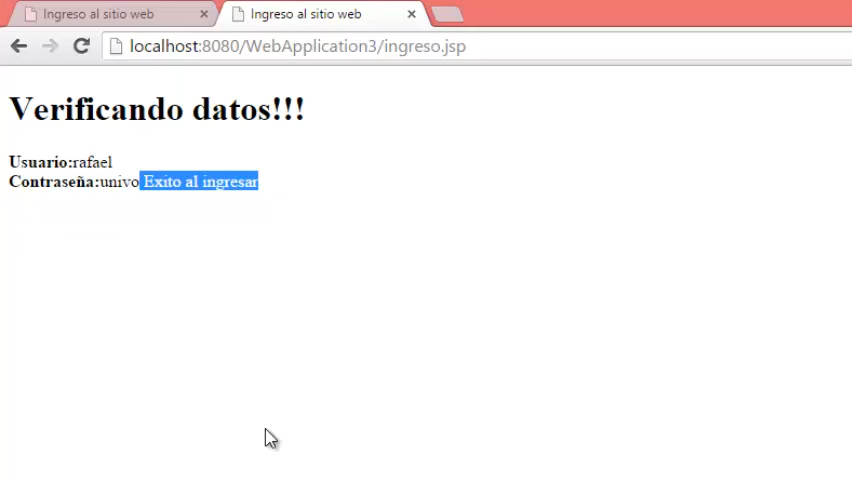 Ingreso al sitio web
Ingreso al sitio web
localhost:8080/WebApplication3/ingreso.jsp
Verificando datos!!!
Usuario:rafael
Contraseña:univo Exito al ingresar